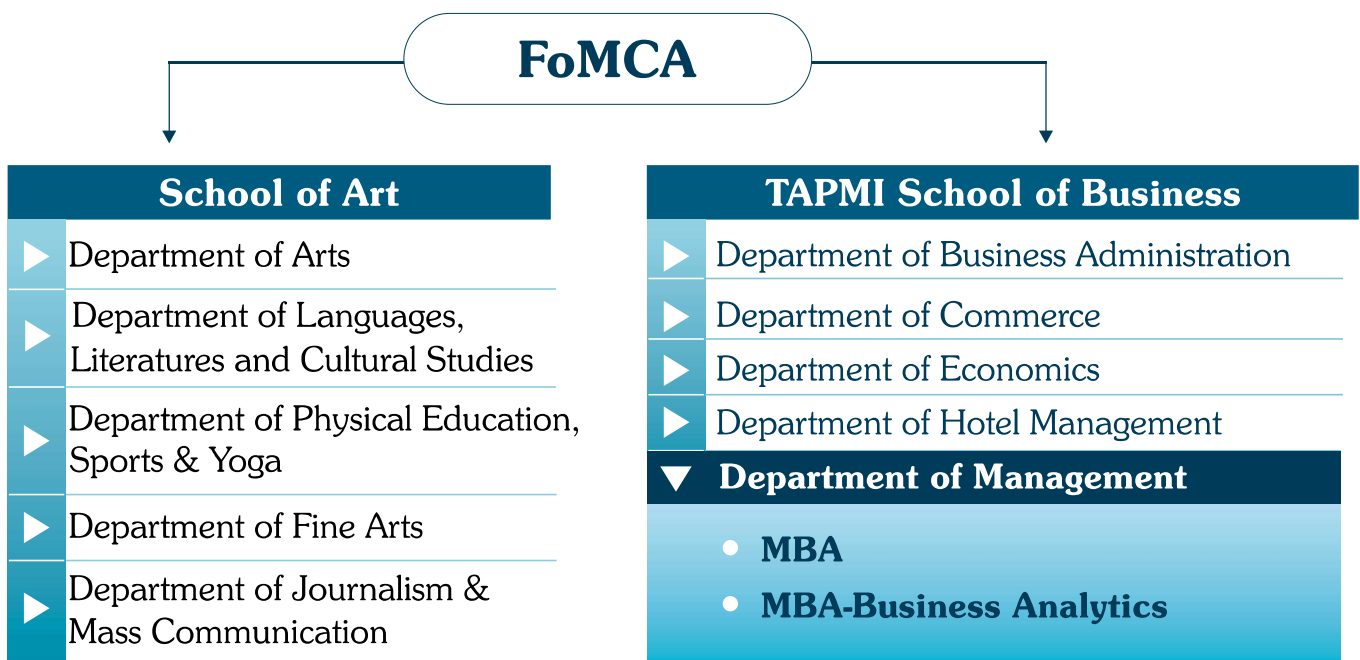 FoMCA
School of Art
Department of Arts
Department of Languages,
Literatures and Cultural Studies
Department of Physical Education,
Sports & Yoga
Department of Fine Arts
Department of Journalism &
Mass Communication
TAPMI School of Business
Department of Business Administration
Department of Commerce
Department of Economics
Department of Hotel Management
Department of Management
MBA
MBA-Business Analytics